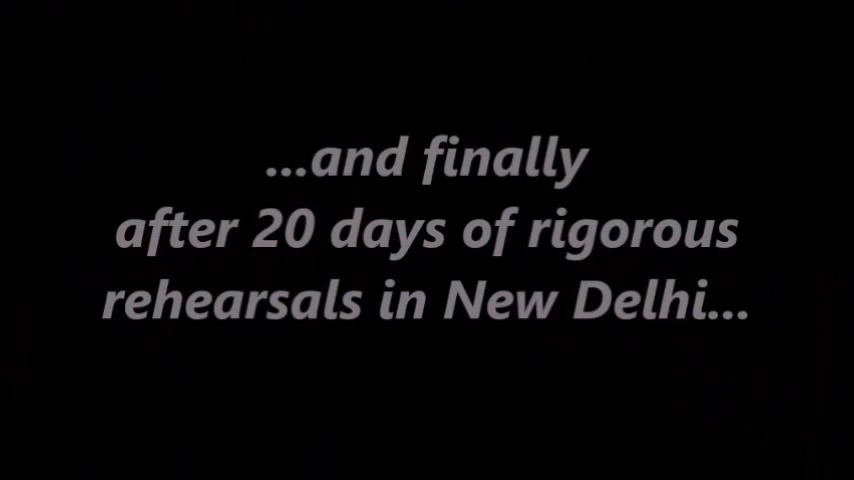 ...and finally
after 20 days of rigorous
rehearsals in New Delhi...